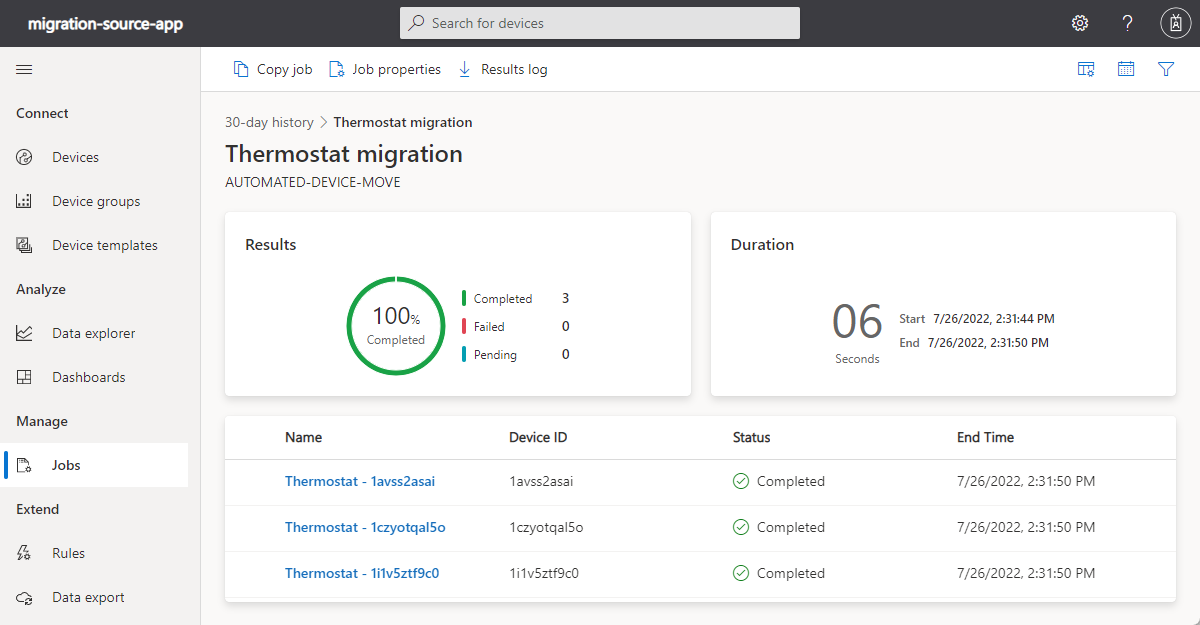 migration-source-app
Search for devices
?
Copy job
Job properties
Results log
Connect
Devices
Device groups
Device templates
Analyze
Data explorer
Dashboards
Manage
Jobs
Extend
Rules
Data export
30-day history > Thermostat migration
Thermostat migration
AUTOMATED-DEVICE-MOVE
Results
100%
Completed
Completed 3
Failed 0
Pending 0
Duration
06
Seconds
Start 7/26/2022, 2:31:44 PM
End 7/26/2022, 2:31:50 PM
Name Device ID Status End Time
Thermostat - 1avss2asai 1avss2asai Completed 7/26/2022, 2:31:50 PM
Thermostat - 1czyotqal5o 1czyotqal5o Completed 7/26/2022, 2:31:50 PM
Thermostat - 1i1v5ztf9c0 1i1v5ztf9c0 Completed 7/26/2022, 2:31:50 PM